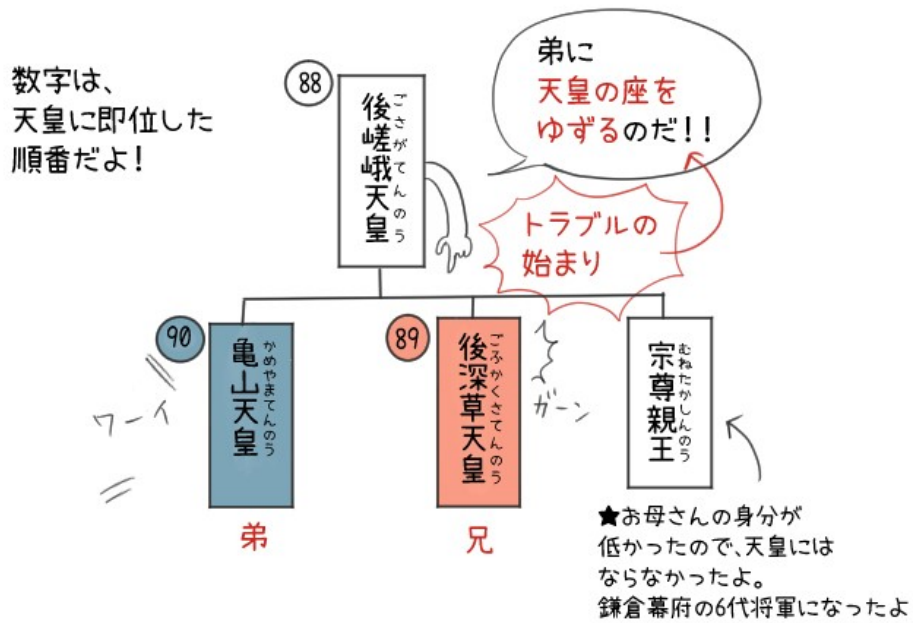 数字は、
天皇に即位した
順番だよ！
88
後嵯峨天皇
ごさがてんのう
弟に
天皇の座を
ゆずるのだ！！
トラブルの
始まり
90
亀山天皇
かめやまてんのう
ワーイ
弟
89
後深草天皇
ごふかくさてんのう
ガーン
兄
宗尊親王
むねたかしんのう
★お母さんの身分が
低かったので、天皇には
ならなかったよ。
鎌倉幕府の6代将軍になったよ